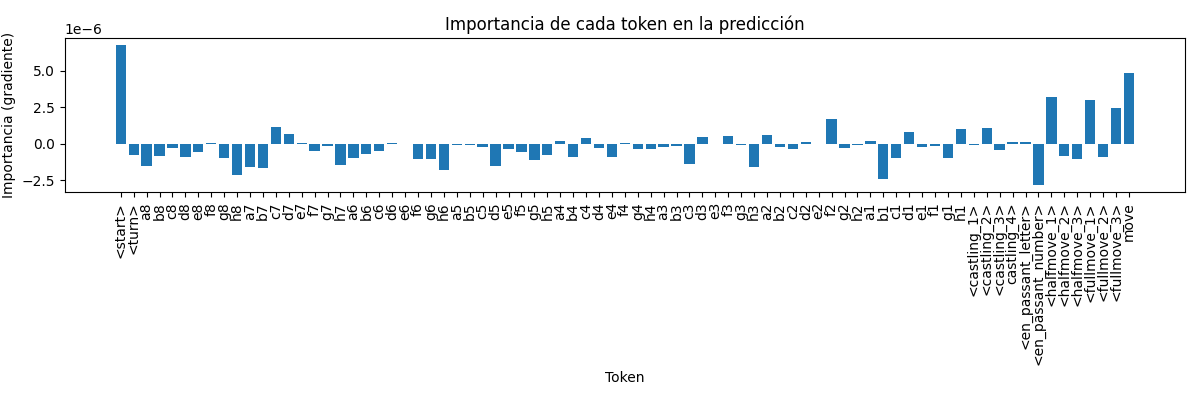 Importancia de cada token en la predicción
1e−6
Importancia (gradiente)
5.0
2.5
0.0
−2.5
<start>
<turn>
a8
b8
c8
d8
e8
f8
g8
h8
a7
b7
c7
d7
e7
f7
g7
h7
a6
b6
c6
d6
e6
f6
g6
h6
a5
b5
c5
d5
e5
f5
g5
h5
a4
b4
c4
d4
e4
f4
g4
h4
a3
b3
c3
d3
e3
f3
g3
h3
a2
b2
c2
d2
e2
f2
g2
h2
a1
b1
c1
d1
e1
f1
g1
h1
<castling_1>
<castling_2>
<castling_3>
castling_4>
<en_passant_letter>
<en_passant_number>
<halfmove_1>
<halfmove_2>
<halfmove_3>
<fullmove_1>
<fullmove_2>
<fullmove_3>
move
Token